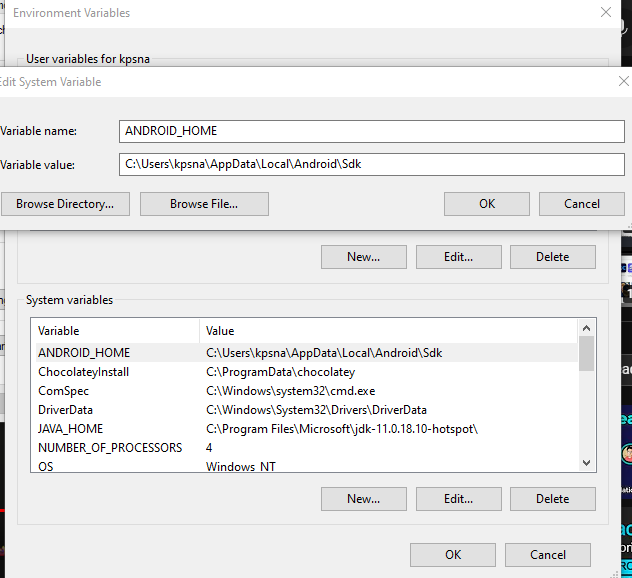 Environment Variables
User variables for kpsna
Edit System Variable
Variable name:
ANDROID_HOME
Variable value:
C:\Users\kpsna\AppData\Local\Android\Sdk
Browse Directory...
Browse File...
OK
Cancel
New...
Edit...
Delete
System variables
Variable
Value
ANDROID_HOME
C:\Users\kpsna\AppData\Local\Android\Sdk
ChocolateyInstall
C:\ProgramData\chocolatey
ComSpec
C:\Windows\system32\cmd.exe
DriverData
C:\Windows\System32\Drivers\DriverData
JAVA_HOME
C:\Program Files\Microsoft\jdk-11.0.18.10-hotspot\
NUMBER_OF_PROCESSORS
4
OS
Windows_NT
New...
Edit...
Delete
OK
Cancel